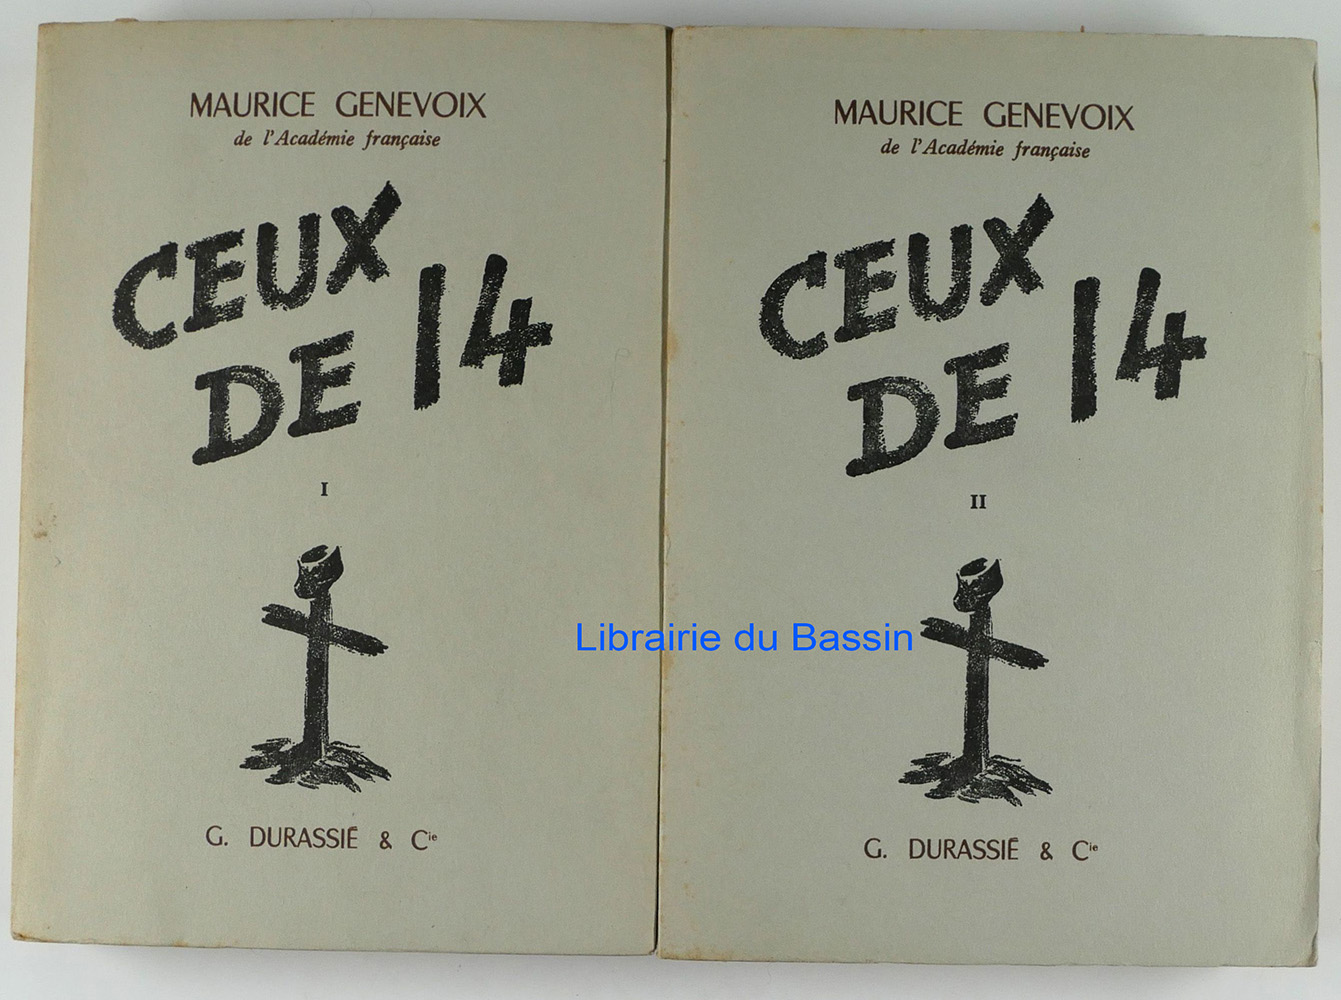 MAURICE GENEVOIX
de l'Académie française
CEUX
DE 14
I
G. DURASSIÉ & Cie
MAURICE GENEVOIX
de l'Académie française
CEUX
DE 14
II
G. DURASSIÉ & Cie
Librairie du Bassin